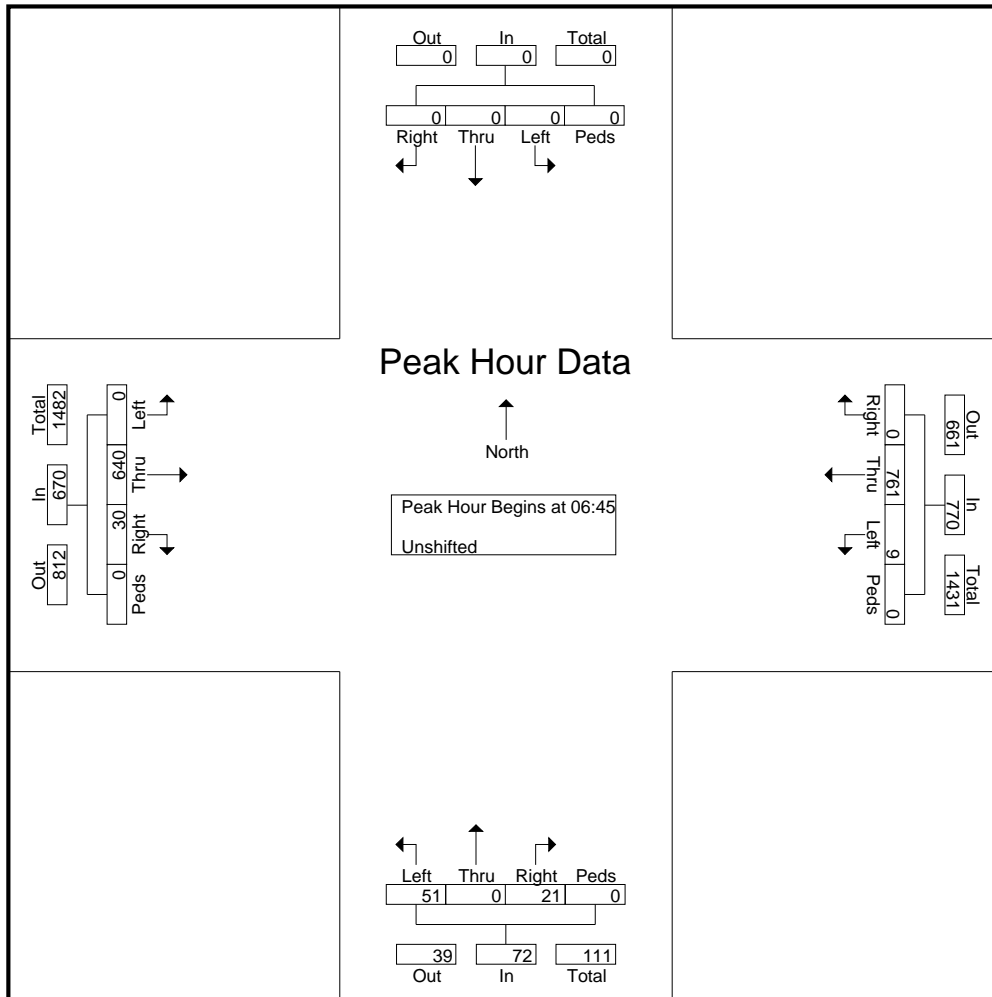 Out In Total
0 0 0
0 0 0 0
Right Thru Left Peds
Peak Hour Data
North
Peak Hour Begins at 06:45
Unshifted
Total In Out
1482 670 812
0 640 30 0
Left Thru Right Peds
Out In Total
661 770 1431
0 761 9 0
Right Thru Left Peds
Left Thru Right Peds
51 0 21 0
39 72 111
Out In Total